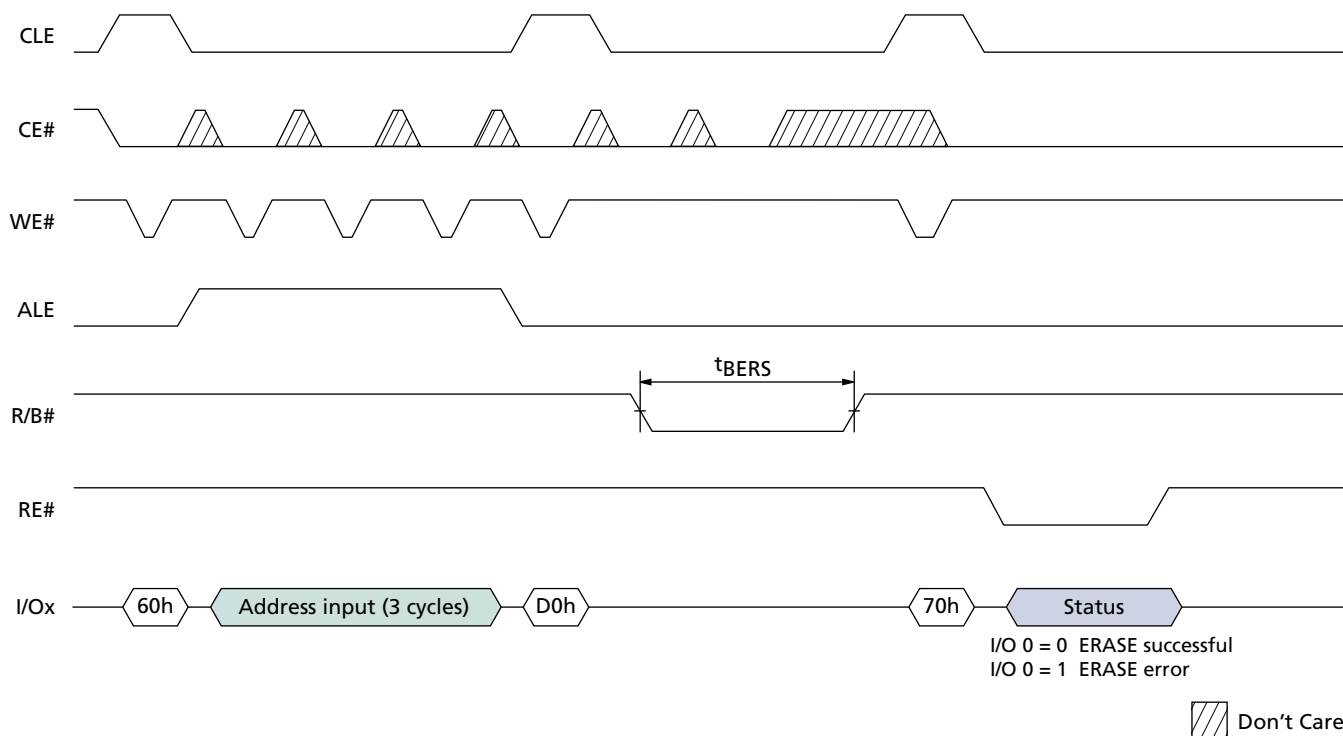 CLE
CE#
WE#
ALE
tBERS
R/B#
RE#
I/Ox 60h Address input (3 cycles) D0h 70h Status
I/O 0 = 0 ERASE successful
I/O 0 = 1 ERASE error
Don't Care